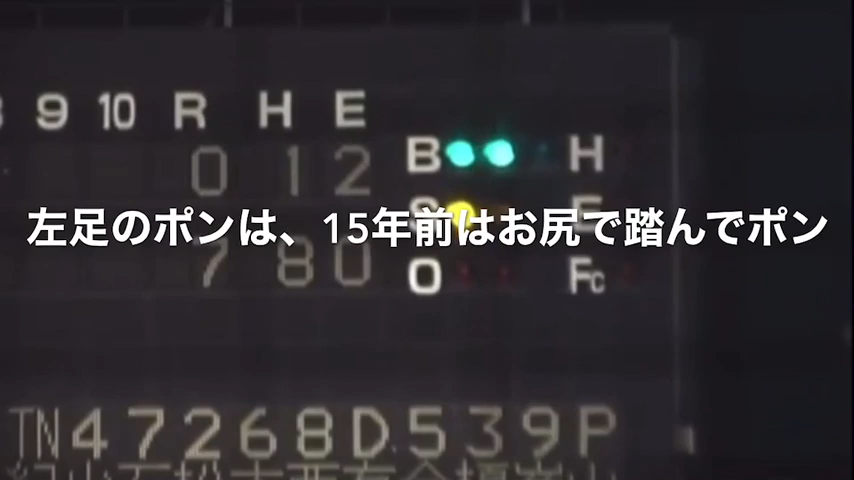 9 10 R H E
0 1 2 B H
左足のポンは、15年前はお尻で踏んでポン
7 8 0 O Fc
TN47268D539P